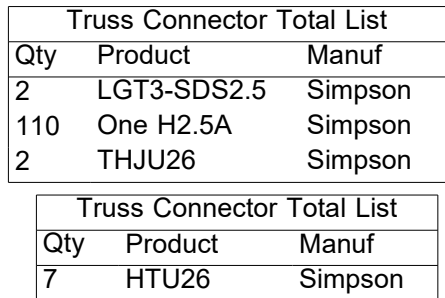 Truss Connector Total List
Qty Product Manuf
2 LGT3-SDS2.5 Simpson
110 One H2.5A Simpson
2 THJU26 Simpson
Truss Connector Total List
Qty Product Manuf
7 HTU26 Simpson